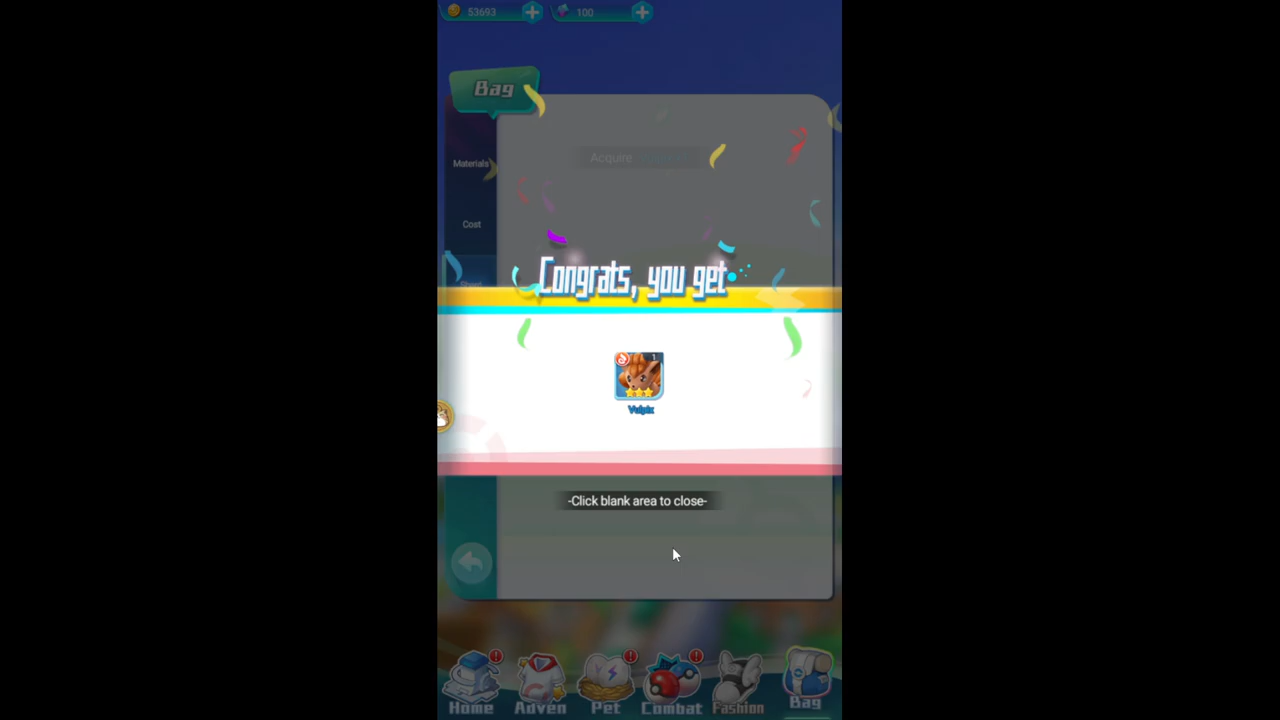 53693
100
Bag
Materials
Acquire
Cost
Congrats, you get
1
Vulpix
-Click blank area to close-
Home
Adven
Pet
Combat
Fashion
Bag